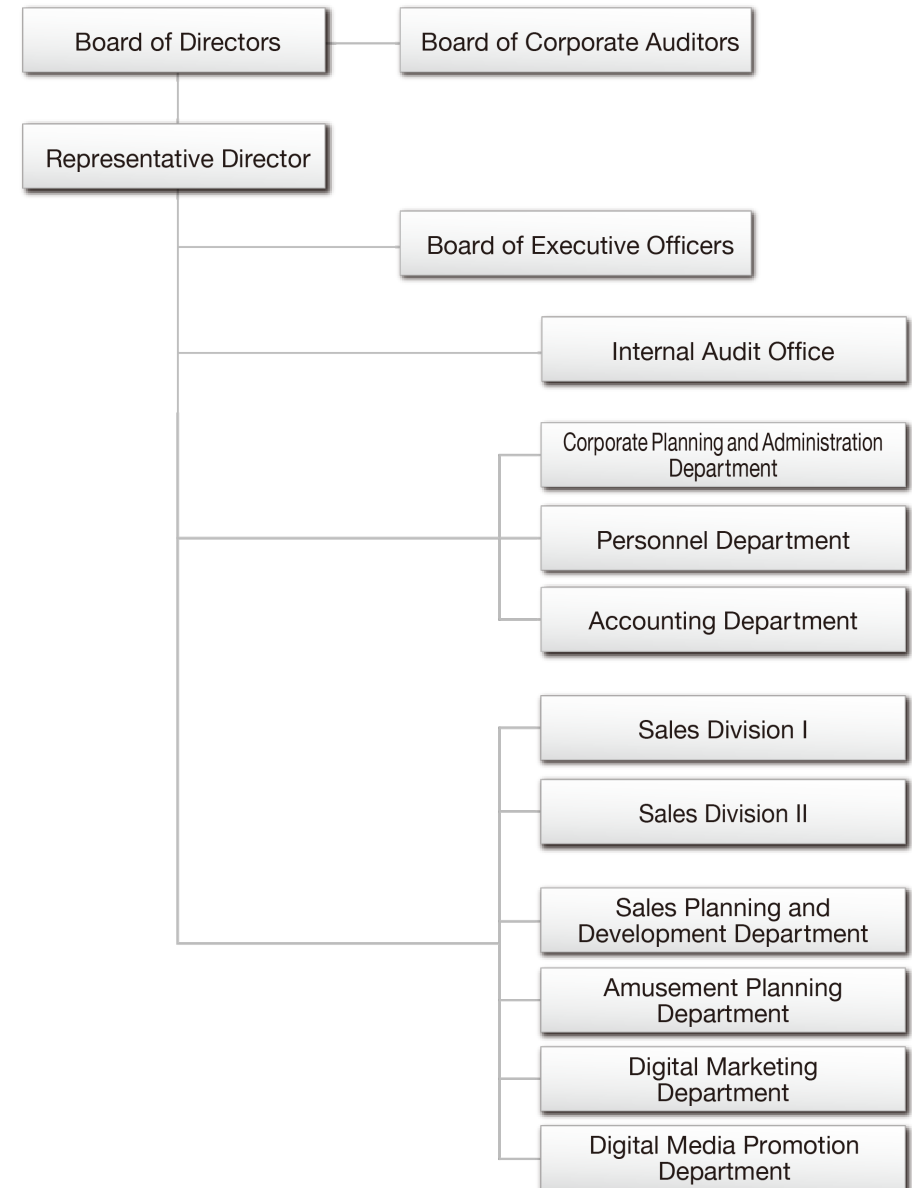 Board of Directors
Board of Corporate Auditors
Representative Director
Board of Executive Officers
Internal Audit Office
Corporate Planning and Administration
Department
Personnel Department
Accounting Department
Sales Division I
Sales Division II
Sales Planning and
Development Department
Amusement Planning
Department
Digital Marketing
Department
Digital Media Promotion
Department